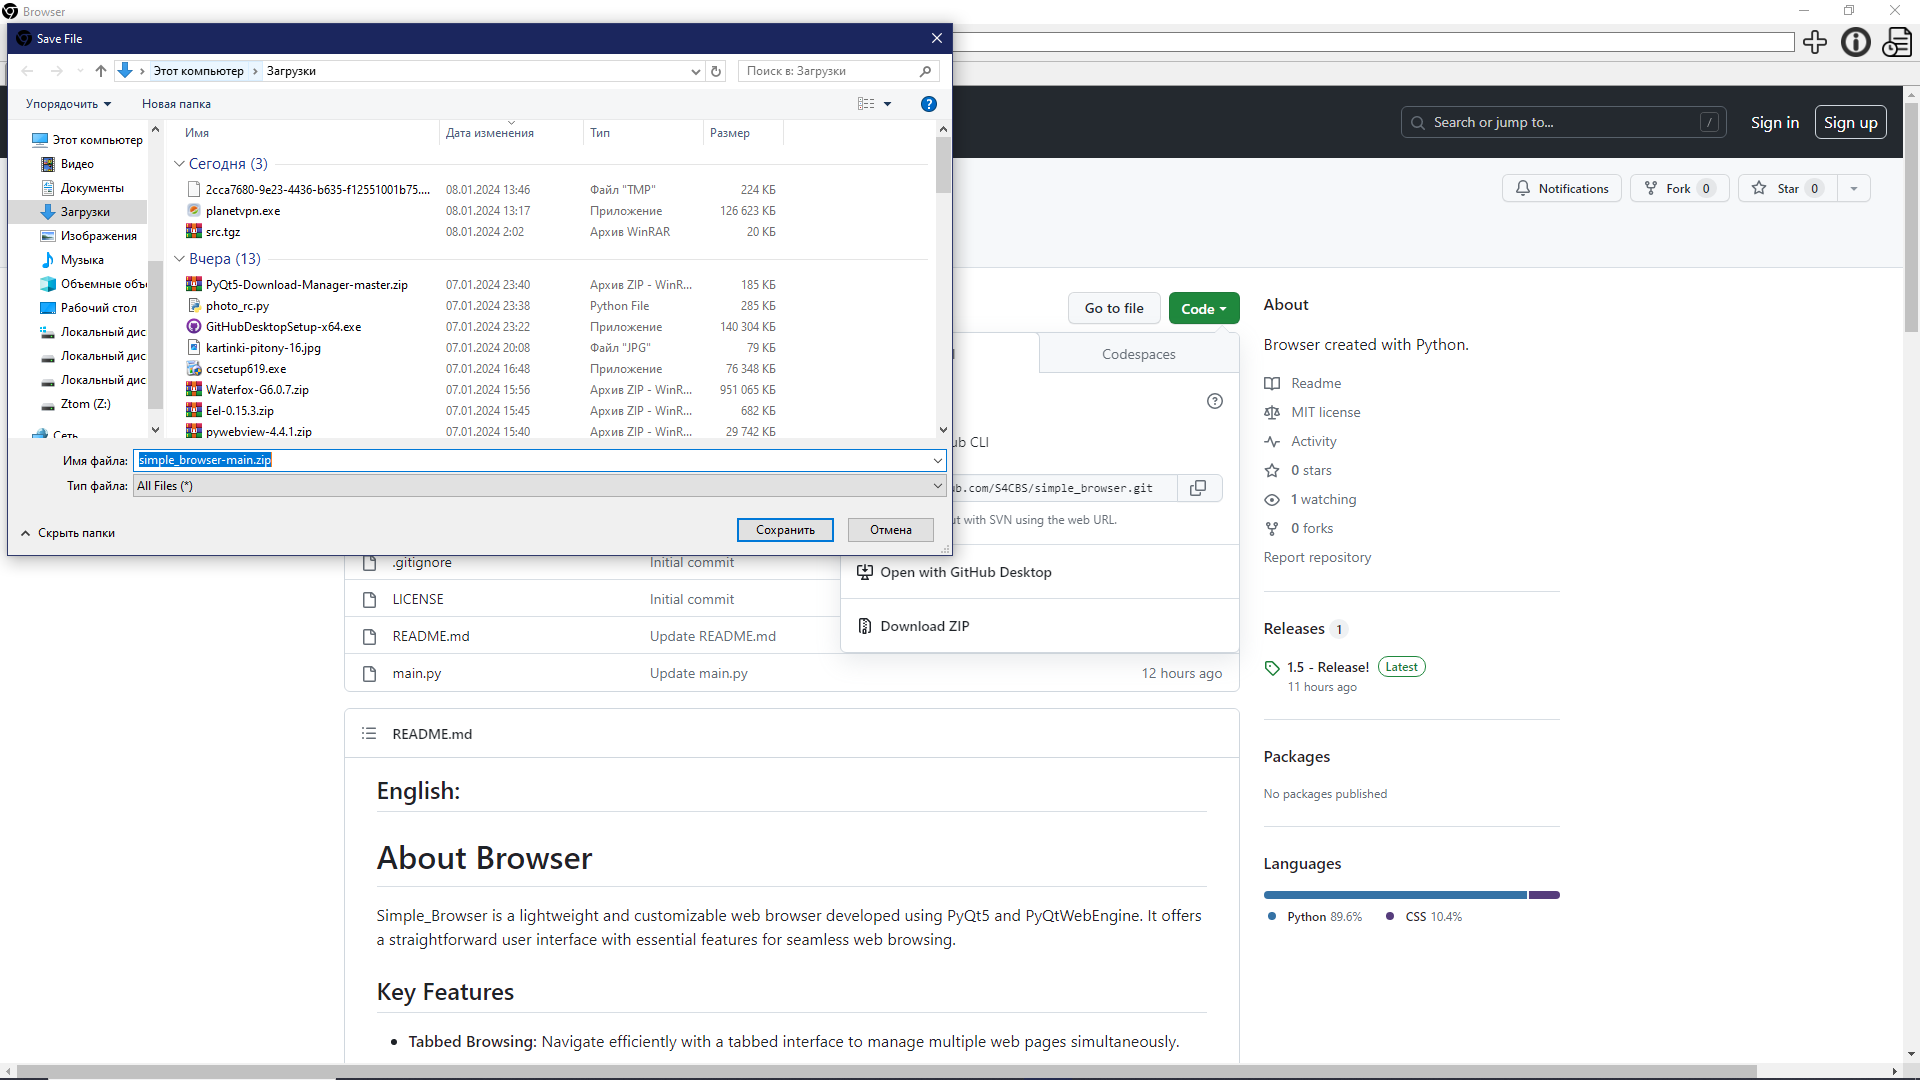 Browser
Save File
Этот компьютер
Загрузки
Поиск в: Загрузки
Упорядочить
Новая папка
Этот компьютер
Видео
Документы
Загрузки
Изображения
Музыка
Объемные объ
Рабочий стол
Локальный дис
Локальный дис
Локальный дис
Ztom (Z:)
Сеть
Имя Дата изменения Тип Размер
Сегодня (3)
2cca7680-9e23-4436-b635-f12551001b75.... 08.01.2024 13:46 Файл "TMP" 224 КБ
planetvpn.exe 08.01.2024 13:17 Приложение 126 623 КБ
src.tgz 08.01.2024 2:02 Архив WinRAR 20 КБ
Вчера (13)
PyQt5-Download-Manager-master.zip 07.01.2024 23:40 Архив ZIP - WinR... 185 КБ
photo_rc.py 07.01.2024 23:38 Python File 285 КБ
GitHubDesktopSetup-x64.exe 07.01.2024 23:22 Приложение 140 304 КБ
kartinki-pitony-16.jpg 07.01.2024 20:08 Файл "JPG" 79 КБ
ccsetup619.exe 07.01.2024 16:48 Приложение 76 348 КБ
Waterfox-G6.0.7.zip 07.01.2024 15:56 Архив ZIP - WinR... 951 065 КБ
Eel-0.15.3.zip 07.01.2024 15:45 Архив ZIP - WinR... 682 КБ
pywebview-4.4.1.zip 07.01.2024 15:40 Архив ZIP - WinR... 29 742 КБ
Имя файла: simple_browser-main.zip
Тип файла: All Files (*)
Скрыть папки
Сохранить
Отмена
Search or jump to... /
Sign in
Sign up
Notifications
Fork 0
Star 0
Go to file
Code
Codespaces
ub CLI
ub.com/S4CBS/simple_browser.git
ut with SVN using the web URL.
Open with GitHub Desktop
Download ZIP
.gitignore Initial commit
LICENSE Initial commit
README.md Update README.md
main.py Update main.py 12 hours ago
README.md
English:
About Browser
Simple_Browser is a lightweight and customizable web browser developed using PyQt5 and PyQtWebEngine. It offers
a straightforward user interface with essential features for seamless web browsing.
Key Features
Tabbed Browsing: Navigate efficiently with a tabbed interface to manage multiple web pages simultaneously.
About
Browser created with Python.
Readme
MIT license
Activity
0 stars
1 watching
0 forks
Report repository
Releases 1
1.5 - Release! Latest
11 hours ago
Packages
No packages published
Languages
Python 89.6% CSS 10.4%